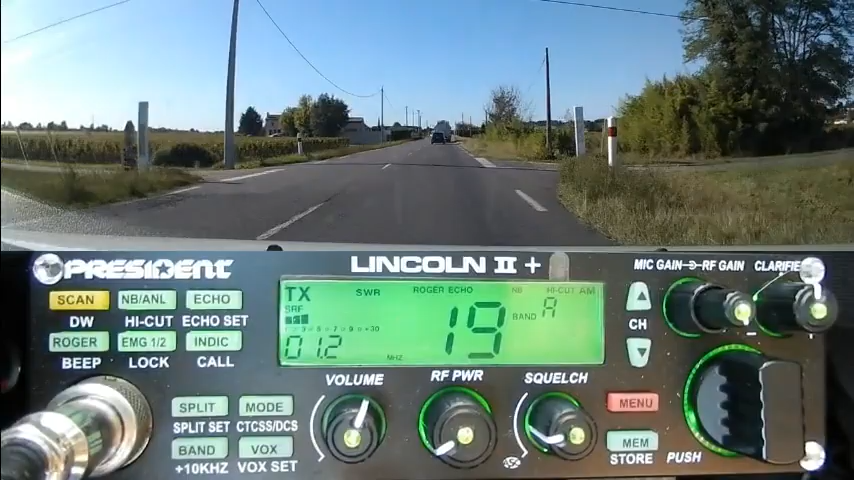 PRESIDENT LINCOLN II + MIC GAIN RF GAIN CLARIFIER
SCAN NB/ANL ECHO
DW HI-CUT ECHO SET
ROGER EMG 1/2 INDIC
BEEP LOCK CALL
TX SWR ROGER ECHO NB HI-CUT AM
SRF
19 BAND A
01.2 MHZ
CH
VOLUME RF PWR SQUELCH
SPLIT MODE
SPLIT SET CTCSS/DCS
BAND VOX
+10KHZ VOX SET
MENU
MEM
STORE PUSH